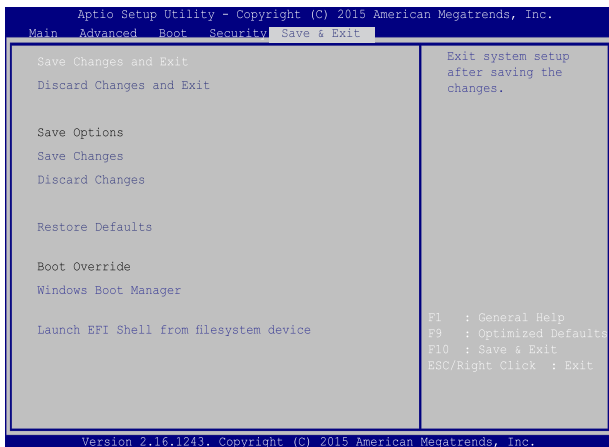 Aptio Setup Utility - Copyright (C) 2015 American Megatrends, Inc.
Main Advanced Boot Security Save & Exit
Save Changes and Exit
Discard Changes and Exit
Save Options
Save Changes
Discard Changes
Restore Defaults
Boot Override
Windows Boot Manager
Launch EFI Shell from filesystem device
Exit system setup
after saving the
changes.
F1 : General Help
F9 : Optimized Defaults
F10 : Save & Exit
ESC/Right Click : Exit
Version 2.16.1243. Copyright (C) 2015 American Megatrends, Inc.